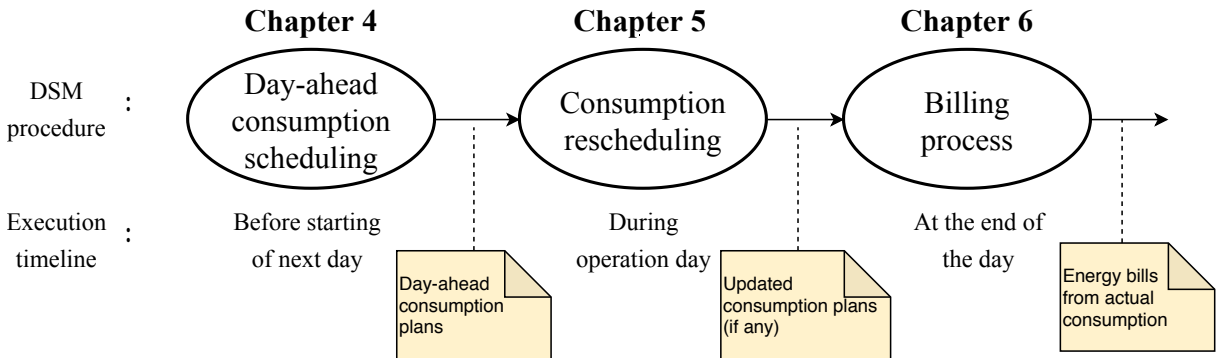 Chapter 4
Chapter 5
Chapter 6
DSM
procedure
:
Day-ahead
consumption
scheduling
Consumption
rescheduling
Billing
process
Execution
timeline
:
Before starting
of next day
During
operation day
At the end of
the day
Day-ahead
consumption
plans
Updated
consumption plans
(if any)
Energy bills
from actual
consumption